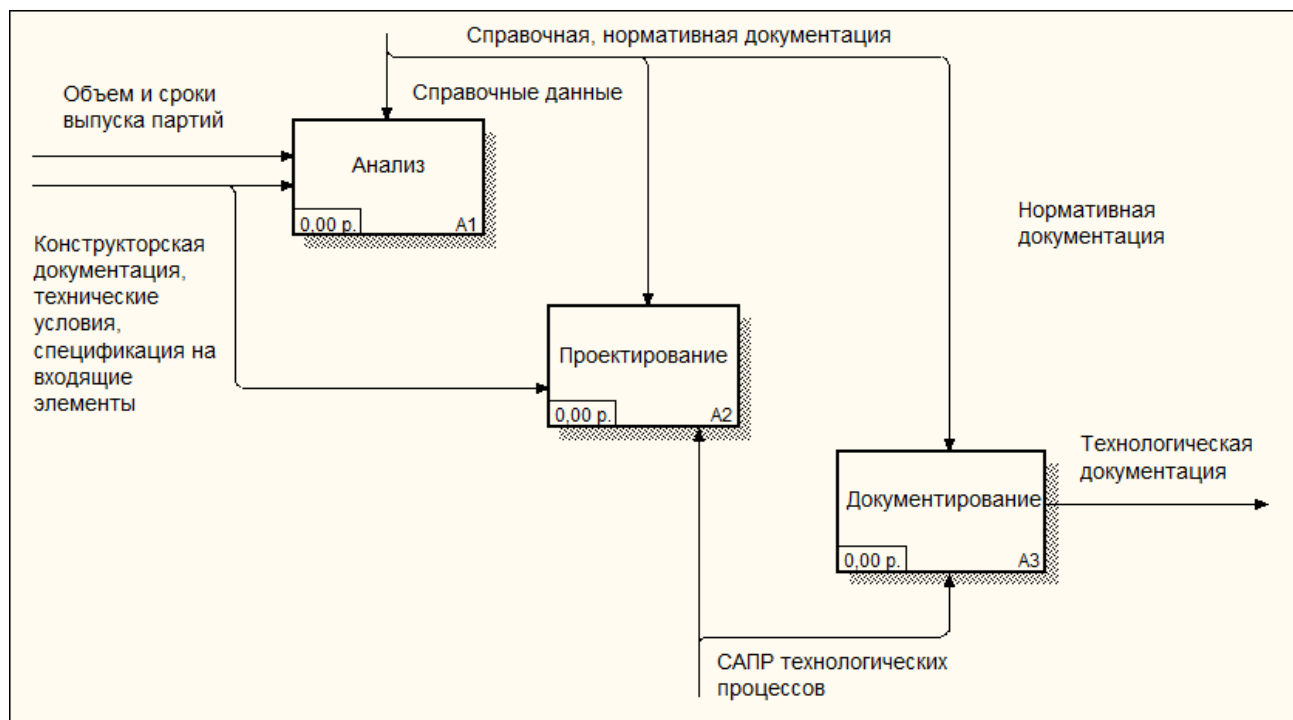 Справочная, нормативная документация
Объем и сроки
выпуска партий
Справочные данные
Анализ
0,00 р.
A1
Конструкторская
документация,
технические
условия,
спецификация на
входящие
элементы
Нормативная
документация
Проектирование
0,00 р.
A2
Технологическая
документация
Документирование
0,00 р.
A3
САПР технологических
процессов